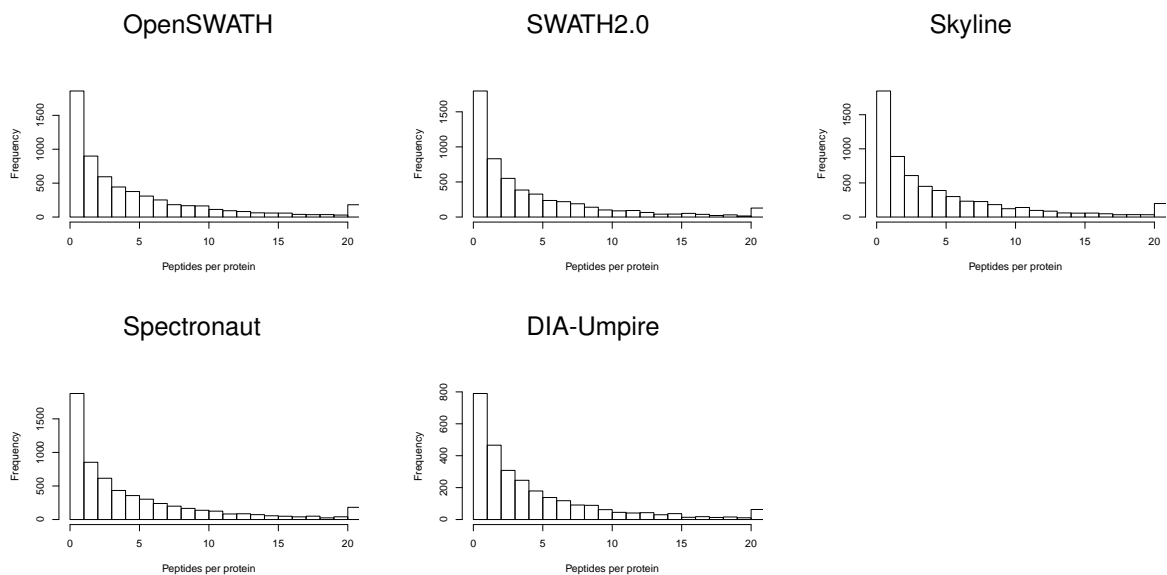 OpenSWATH
Frequency
0 500 1000 1500
0 5 10 15 20
Peptides per protein
SWATH2.0
Frequency
0 500 1000 1500
0 5 10 15 20
Peptides per protein
Skyline
Frequency
0 500 1000 1500
0 5 10 15 20
Peptides per protein
Spectronaut
Frequency
0 500 1000 1500
0 5 10 15 20
Peptides per protein
DIA-Umpire
Frequency
0 200 400 600 800
0 5 10 15 20
Peptides per protein